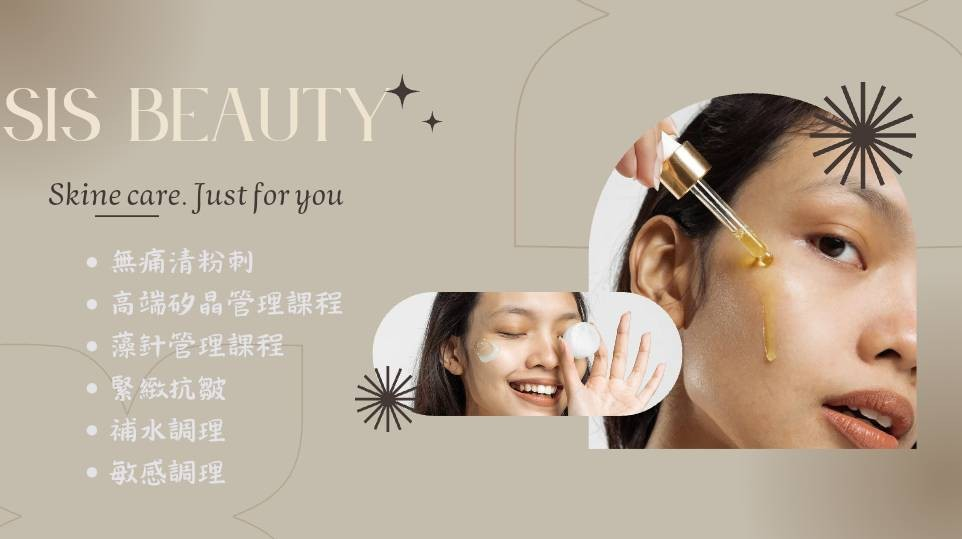 SIS BEAUTY
Skine care. Just for you
• 無痛清粉刺
• 高端矽晶管理課程
• 藻針管理課程
• 緊緻抗皺
• 補水調理
• 敏感調理